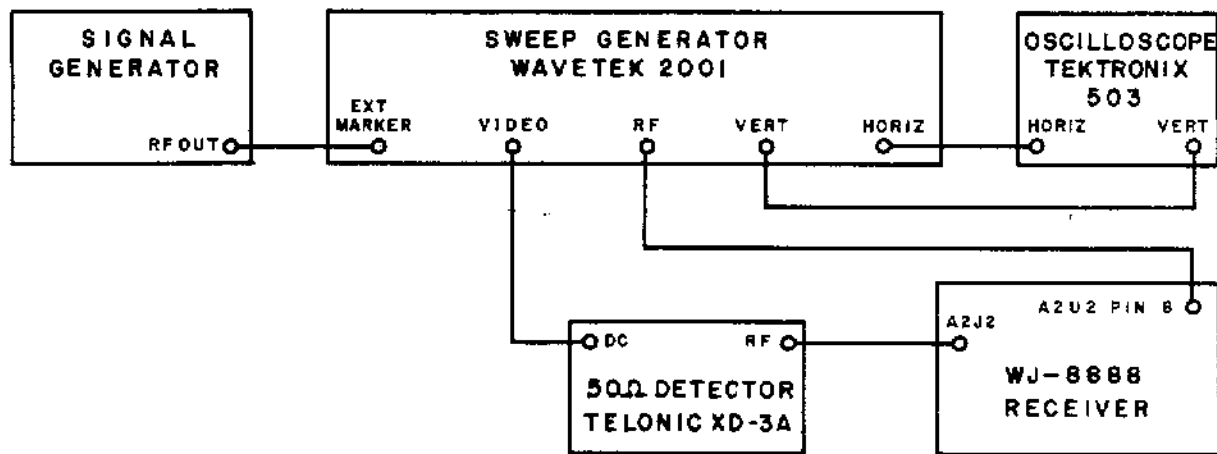 SIGNAL
GENERATOR
RF OUT
SWEEP GENERATOR
WAVETEK 2001
EXT
MARKER
VIDEO
RF
VERT
HORIZ
OSCILLOSCOPE
TEKTRONIX
503
HORIZ
VERT
DC
RF
50Ω DETECTOR
TELONIC XD-3A
A2J2
A2U2 PIN 8
WJ-8888
RECEIVER